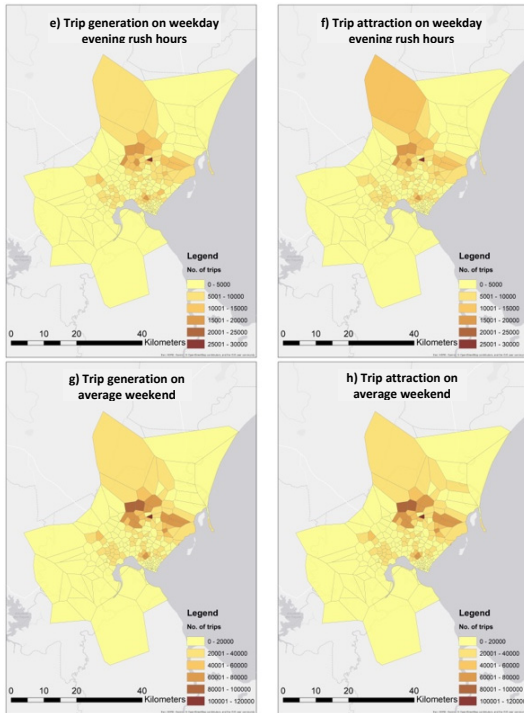 e) Trip generation on weekday
evening rush hours
Legend
No. of trips
0 - 5000
5001 - 10000
10001 - 15000
15001 - 20000
20001 - 25000
25001 - 30000
0 10 20 40
Kilometers
f) Trip attraction on weekday
evening rush hours
Legend
No. of trips
0 - 5000
5001 - 10000
10001 - 15000
15001 - 20000
20001 - 25000
25001 - 30000
0 10 20 40
Kilometers
g) Trip generation on
average weekend
Legend
No. of trips
0 - 20000
20001 - 40000
40001 - 60000
60001 - 80000
80001 - 100000
100001 - 120000
0 10 20 40
Kilometers
h) Trip attraction on
average weekend
Legend
No. of trips
0 - 20000
20001 - 40000
40001 - 60000
60001 - 80000
80001 - 100000
100001 - 120000
0 10 20 40
Kilometers